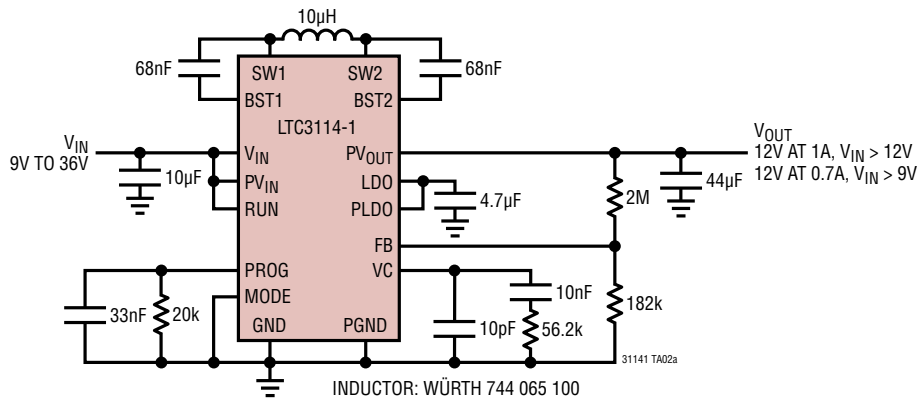 10µH
68nF
68nF
SW1
SW2
BST1
BST2
LTC3114-1
VIN
9V TO 36V
VIN
PVOUT
VOUT
12V AT 1A, VIN > 12V
12V AT 0.7A, VIN > 9V
10µF
PVIN
LDO
44µF
RUN
PLDO
4.7µF
2M
FB
PROG
VC
MODE
10nF
33nF
20k
10pF
56.2k
182k
GND
PGND
31141 TA02a
INDUCTOR: WÜRTH 744 065 100